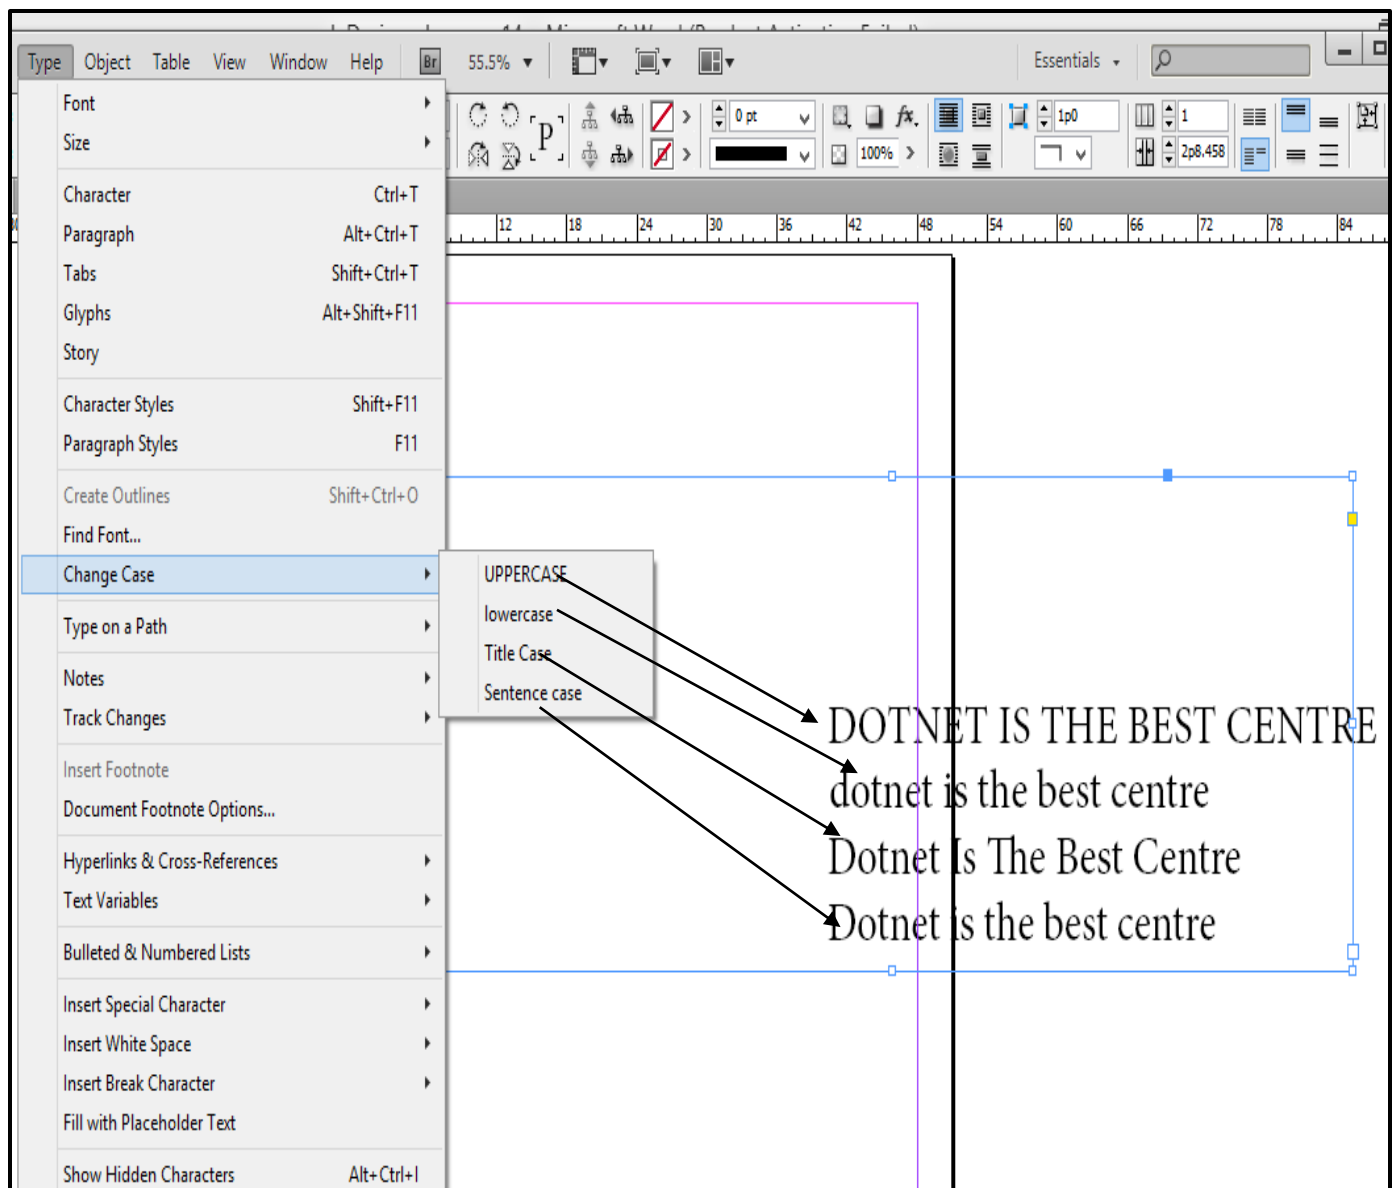 Type Object Table View Window Help Br 55.5% Essentials
Font
Size
0 pt
1p0
1
P
100%
2p8.458
Character Ctrl+T
Paragraph Alt+Ctrl+T
Tabs Shift+Ctrl+T
Glyphs Alt+Shift+F11
Story
12 18 24 30 36 42 48 54 60 66 72 78 84
Character Styles Shift+F11
Paragraph Styles F11
Create Outlines Shift+Ctrl+O
Find Font...
Change Case
UPPERCASE
lowercase
Title Case
Sentence case
Type on a Path
Notes
Track Changes
Insert Footnote
Document Footnote Options...
Hyperlinks & Cross-References
Text Variables
Bulleted & Numbered Lists
Insert Special Character
Insert White Space
Insert Break Character
Fill with Placeholder Text
Show Hidden Characters Alt+Ctrl+I
DOTNET IS THE BEST CENTRE
dotnet is the best centre
Dotnet Is The Best Centre
Dotnet is the best centre